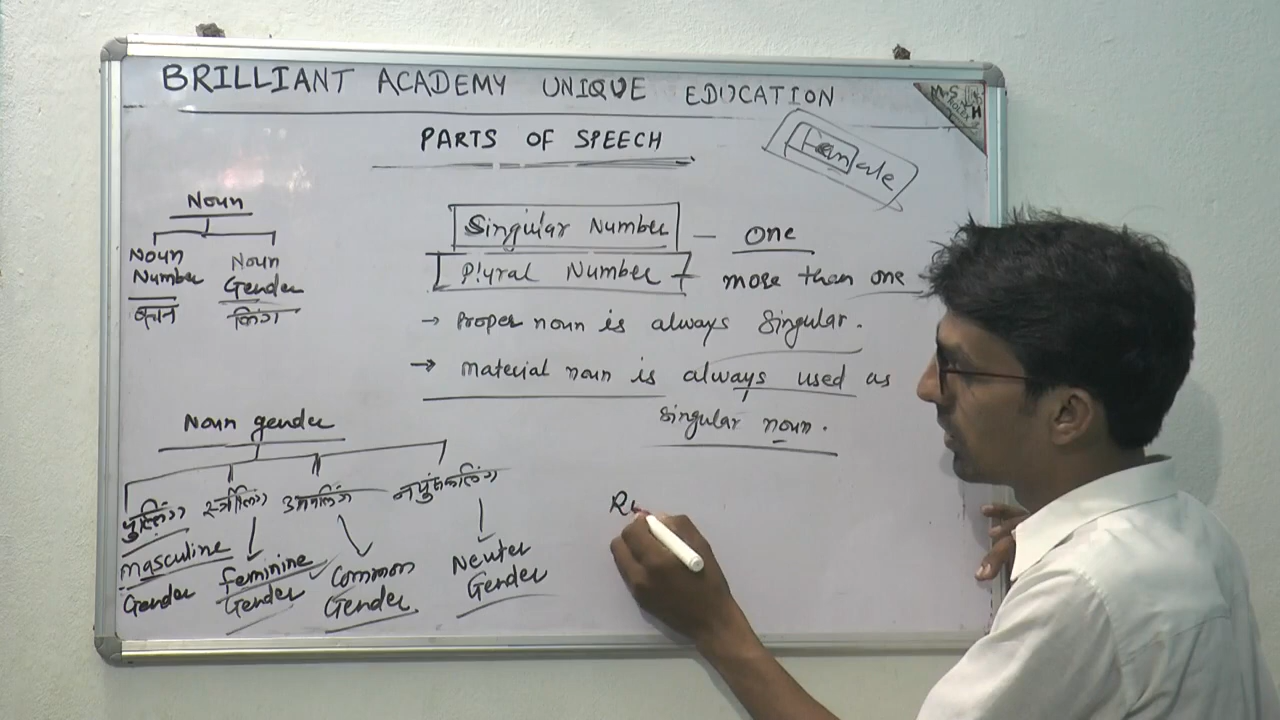 BRILLIANT ACADEMY UNIQUE EDUCATION
PARTS OF SPEECH
Female
Noun
Noun
Number
वचन
Noun
Gender
लिंग
Singular Number — One
Plural Number — more than one
→ Proper noun is always Singular.
→ Material noun is always used as
Singular noun.
Noun gender
पुल्लिंग
स्त्रीलिंग
उभयलिंग
नपुंसकलिंग
Masculine
Gender
Feminine
Gender
Common
Gender
Neuter
Gender